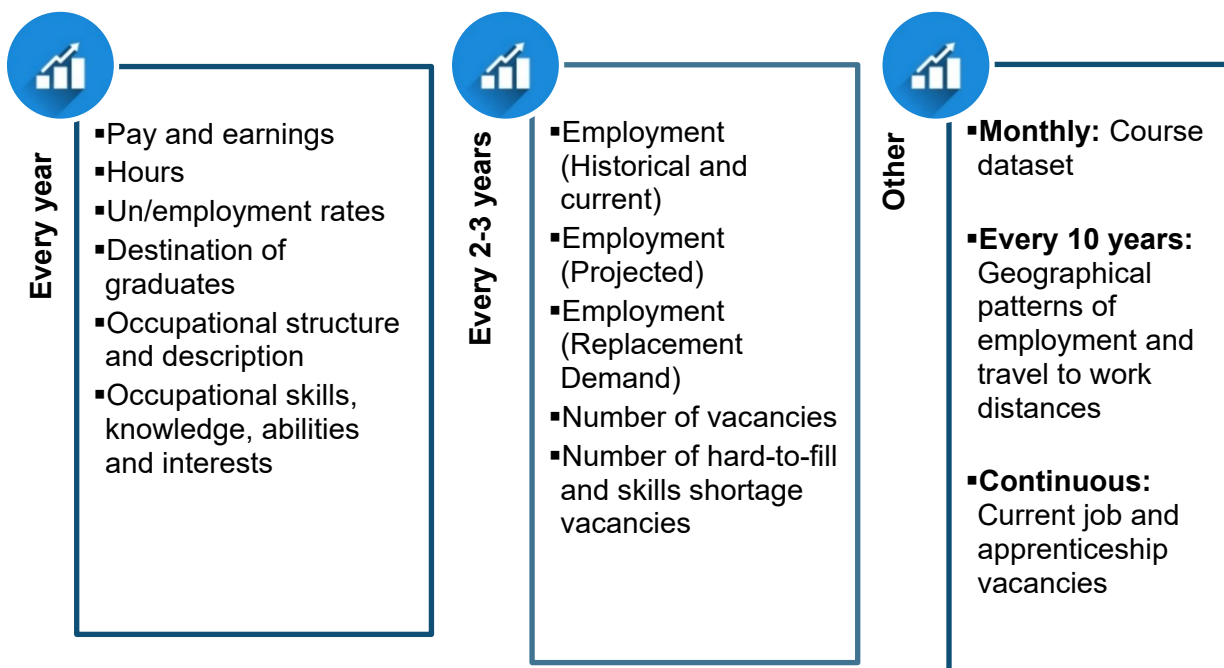 Every year
▪Pay and earnings
▪Hours
▪Un/employment rates
▪Destination of
graduates
▪Occupational structure
and description
▪Occupational skills,
knowledge, abilities
and interests
Every 2-3 years
▪Employment
(Historical and
current)
▪Employment
(Projected)
▪Employment
(Replacement
Demand)
▪Number of vacancies
▪Number of hard-to-fill
and skills shortage
vacancies
Other
▪Monthly: Course
dataset
▪Every 10 years:
Geographical
patterns of
employment and
travel to work
distances
▪Continuous:
Current job and
apprenticeship
vacancies